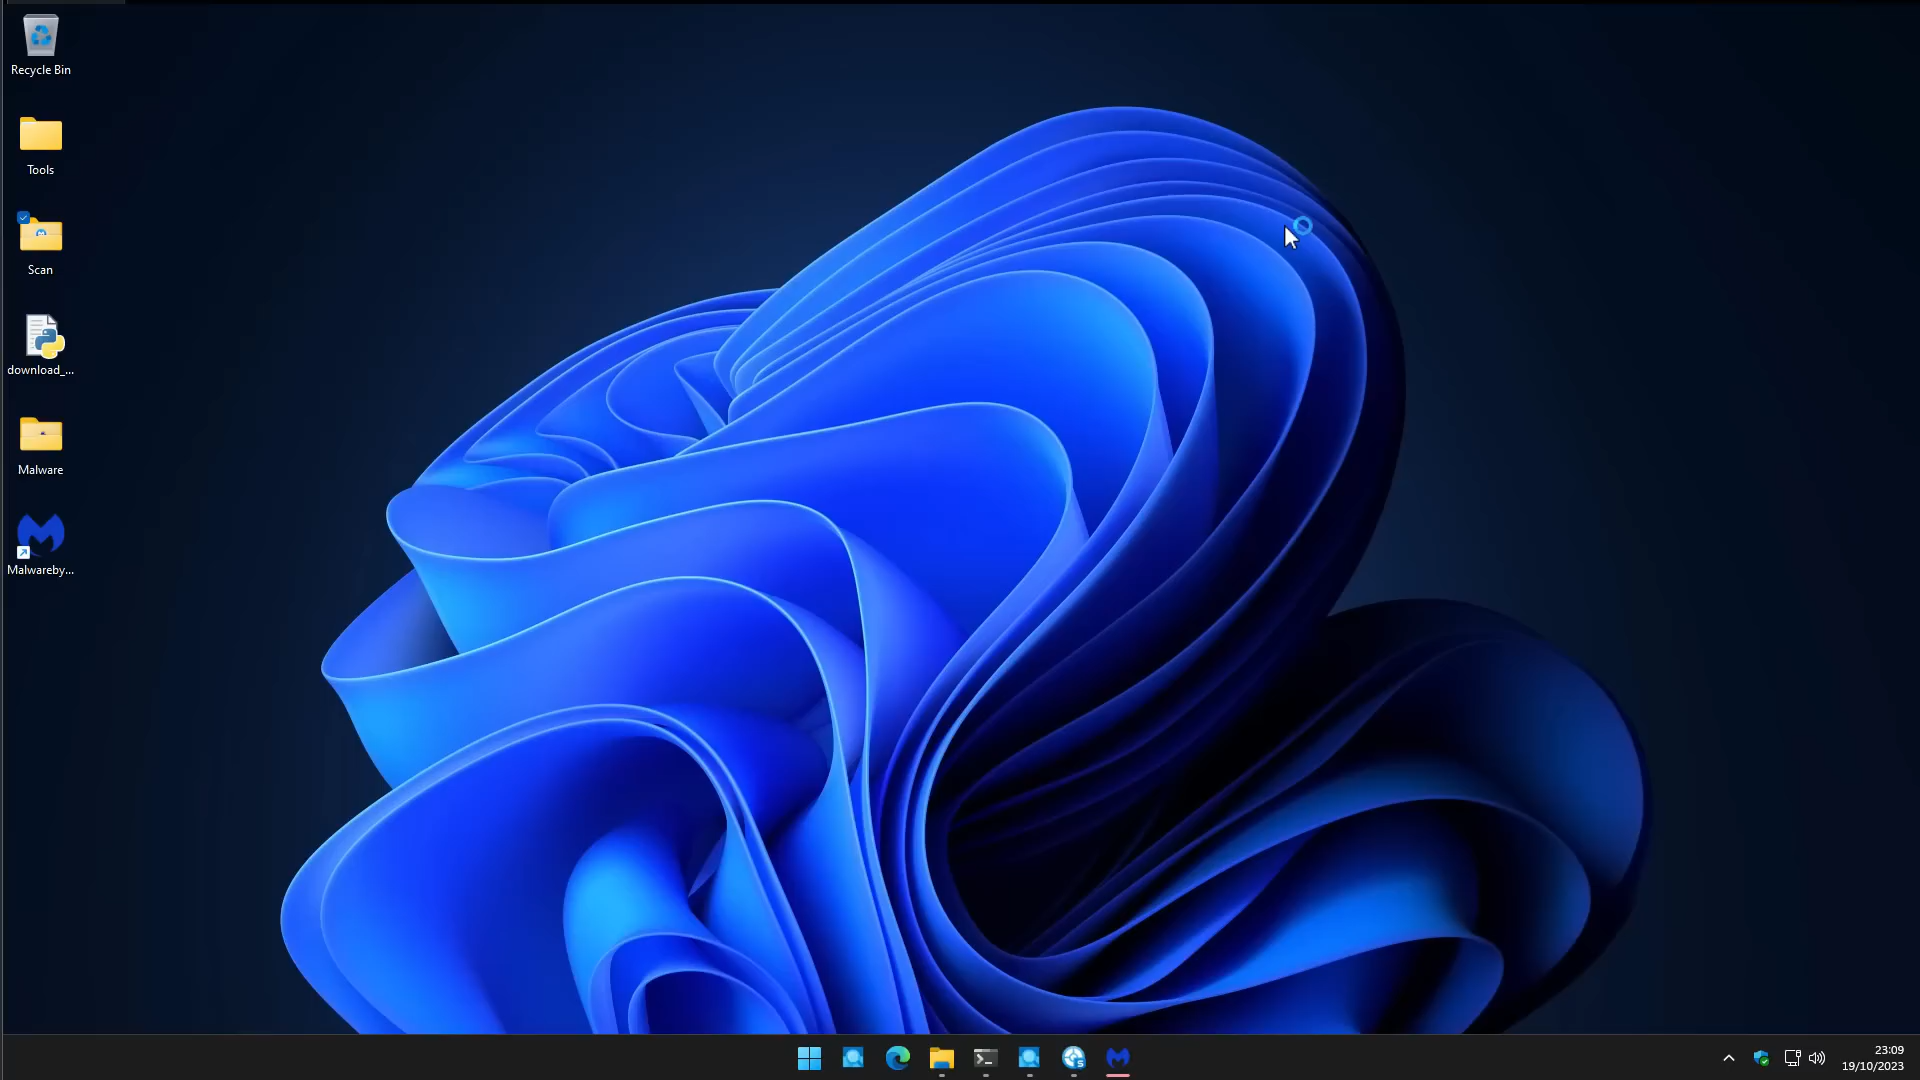 Recycle Bin
Tools
Scan
download_...
Malware
Malwareby...
23:09
19/10/2023